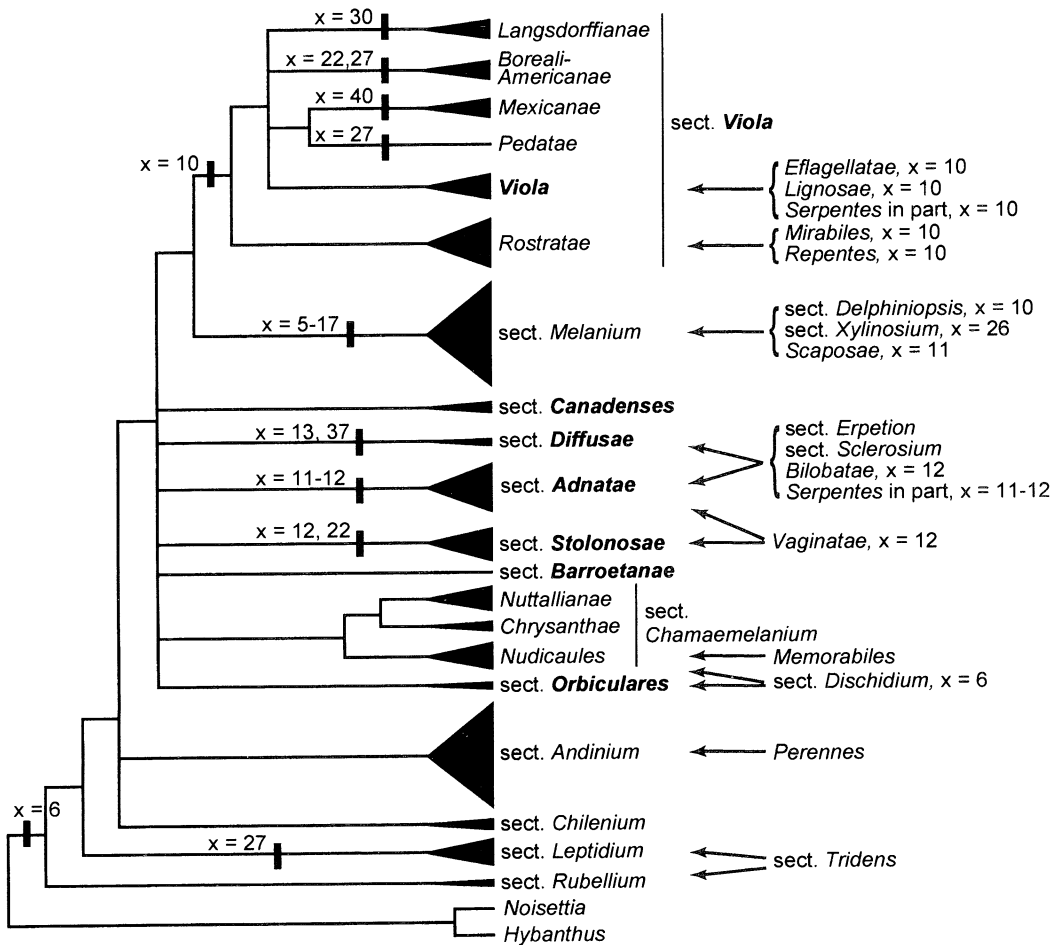 x = 30
Langsdorffianae
x = 22,27
Boreali-
Americanae
x = 40
Mexicanae
x = 27
Pedatae
sect. Viola
x = 10
Viola
Eflagellatae, x = 10
Lignosae, x = 10
Serpentes in part, x = 10
Rostratae
Mirabiles, x = 10
Repentes, x = 10
x = 5-17
sect. Melanium
sect. Delphiniopsis, x = 10
sect. Xylinosium, x = 26
Scaposae, x = 11
sect. Canadenses
x = 13, 37
sect. Diffusae
sect. Erpetion
sect. Sclerosium
Bilobatae, x = 12
Serpentes in part, x = 11-12
x = 11-12
sect. Adnatae
x = 12, 22
sect. Stolonosae
Vaginatae, x = 12
sect. Barroetanae
Nuttallianae
Chrysanthae
Nudicaules
sect.
Chamaemelanium
Memorabiles
sect. Orbiculares
sect. Dischidium, x = 6
sect. Andinium
Perennes
x = 6
sect. Chilenium
x = 27
sect. Leptidium
sect. Tridens
sect. Rubellium
Noisettia
Hybanthus